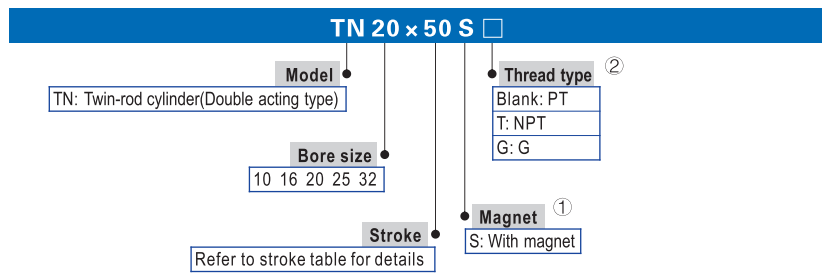 TN 20 × 50 S □
Model
TN: Twin-rod cylinder(Double acting type)
Bore size
10 16 20 25 32
Stroke
Refer to stroke table for details
Thread type ②
Blank: PT
T: NPT
G: G
Magnet ①
S: With magnet